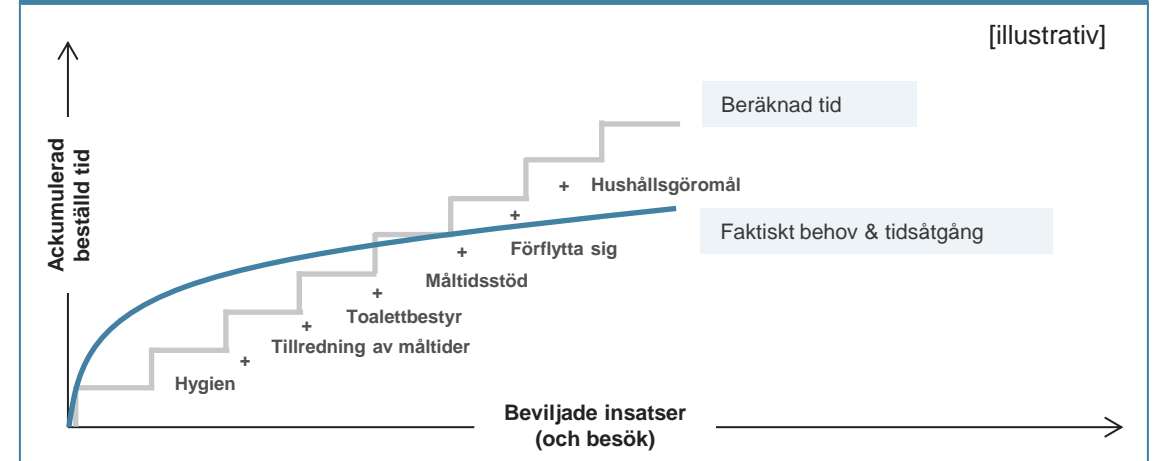 [illustrativ]
Ackumulerad
beställd tid
Beräknad tid
+ Hushållsgöromål
+
Faktiskt behov & tidsåtgång
Förflytta sig
+
Måltidsstöd
+
Toalettbestyr
+
Tillredning av måltider
+
Hygien
Beviljade insatser
(och besök)